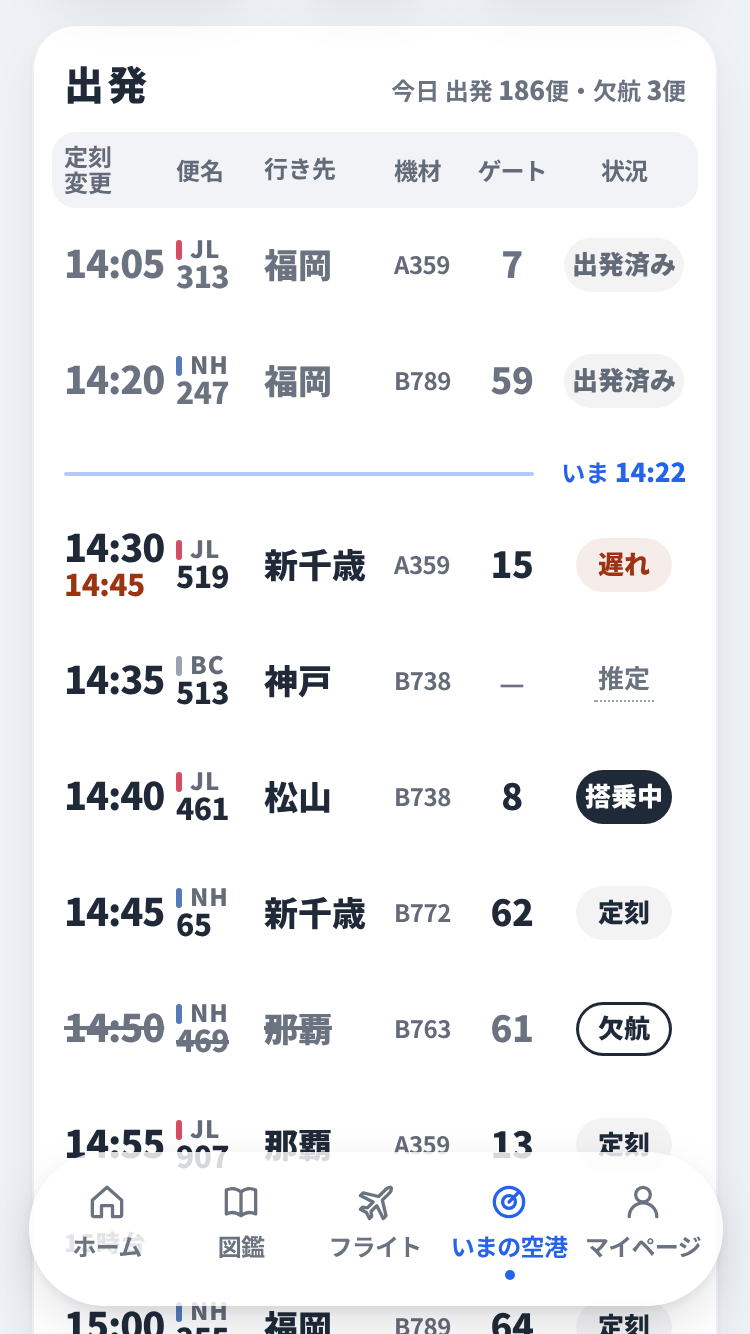 出発
今日 出発 186便・欠航 3便
定刻
変更
便名
行き先
機材
ゲート
状況
14:05
JL
313
福岡
A359
7
出発済み
14:20
NH
247
福岡
B789
59
出発済み
いま 14:22
14:30
14:45
JL
519
新千歳
A359
15
遅れ
14:35
BC
513
神戸
B738
—
推定
14:40
JL
461
松山
B738
8
搭乗中
14:45
NH
65
新千歳
B772
62
定刻
14:50
NH
469
那覇
B763
61
欠航
14:55
JL
907
那覇
A359
13
定刻
ホーム
図鑑
フライト
いまの空港
マイページ
15:00
NH
福岡
B789
64
定刻